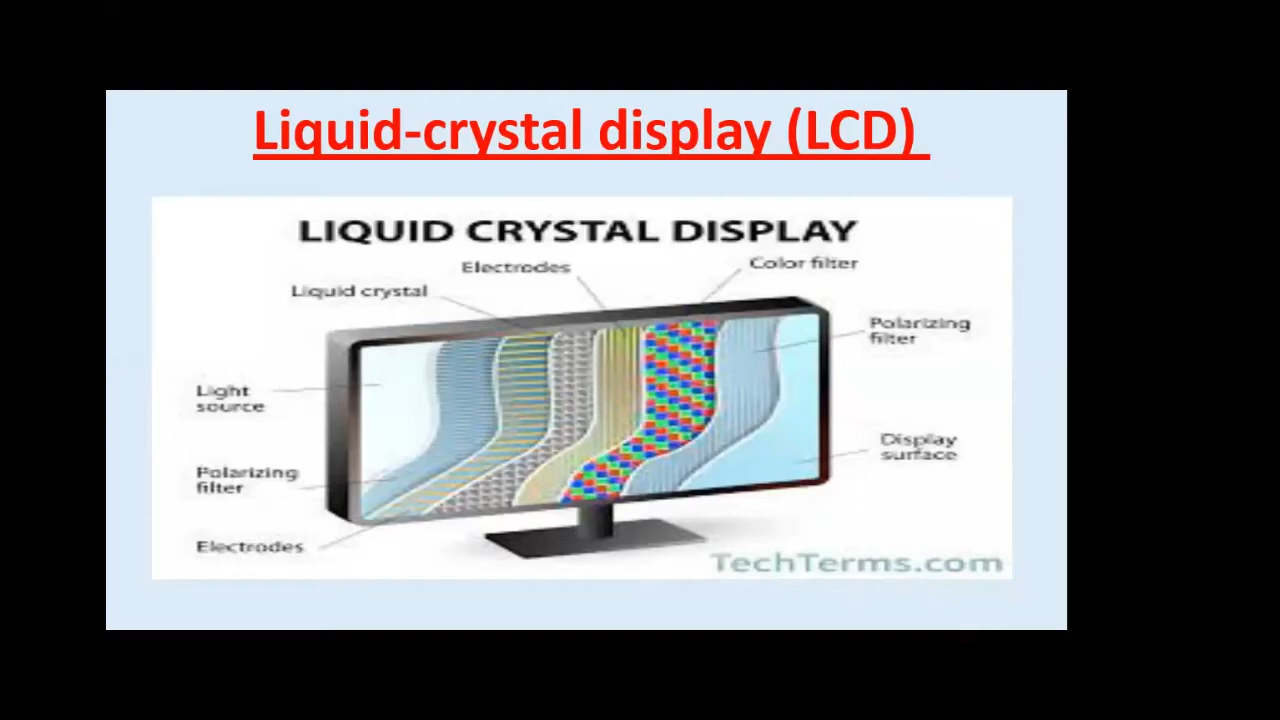 Liquid-crystal display (LCD)
LIQUID CRYSTAL DISPLAY
Electrodes
Color filter
Liquid crystal
Polarizing
filter
Light
source
Display
surface
Polarizing
filter
Electrodes
TechTerms.com